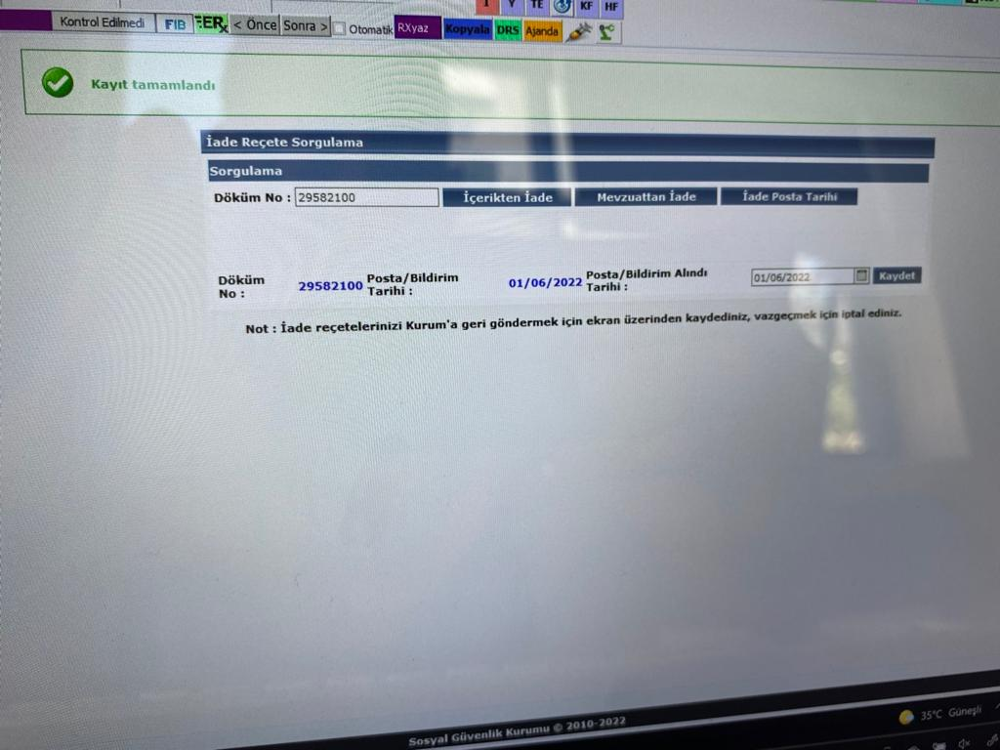 I Y TE KF HF
Kontrol Edilmedi FIB < Önce Sonra > Otomatik RXyaz Kopyala DRS Ajanda
Kayıt tamamlandı
İade Reçete Sorgulama
Sorgulama
Döküm No : 29582100 İçerikten İade Mevzuattan İade İade Posta Tarihi
Döküm No : 29582100 Posta/Bildirim Tarihi : 01/06/2022 Posta/Bildirim Alındı Tarihi : 01/06/2022 Kaydet
Not : İade reçetelerinizi Kurum'a geri göndermek için ekran üzerinden kaydediniz, vazgeçmek için iptal ediniz.
Sosyal Güvenlik Kurumu © 2010-2022
35°C Güneşli